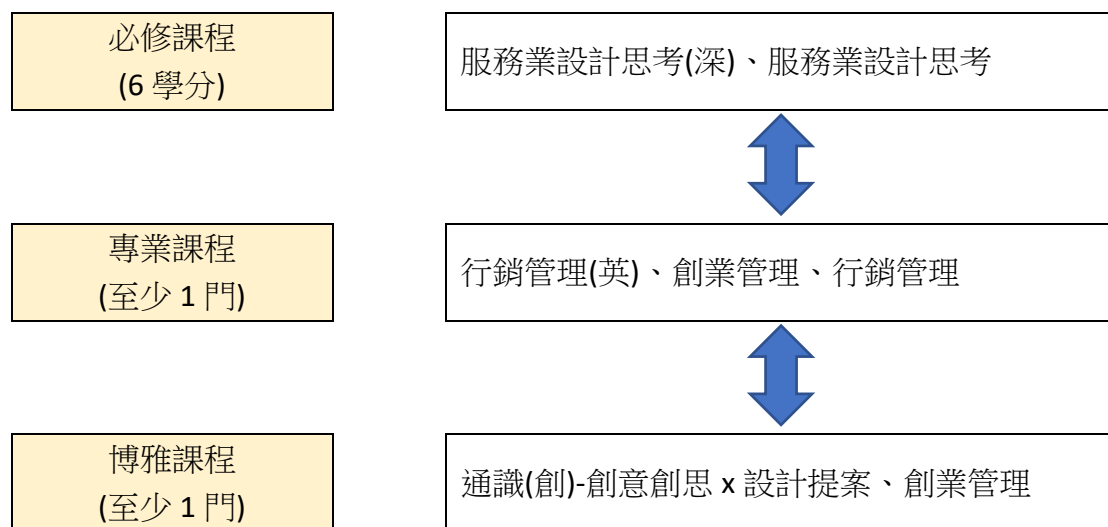 必修課程
(6 學分)
服務業設計思考(深)、服務業設計思考
專業課程
(至少 1 門)
行銷管理(英)、創業管理、行銷管理
博雅課程
(至少 1 門)
通識(創)-創意創思 x 設計提案、創業管理